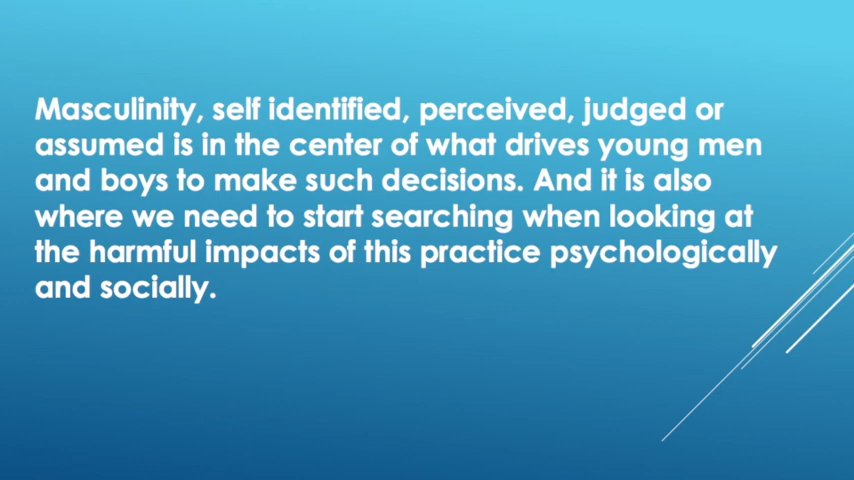 Masculinity, self identified, perceived, judged or
assumed is in the center of what drives young men
and boys to make such decisions. And it is also
where we need to start searching when looking at
the harmful impacts of this practice psychologically
and socially.